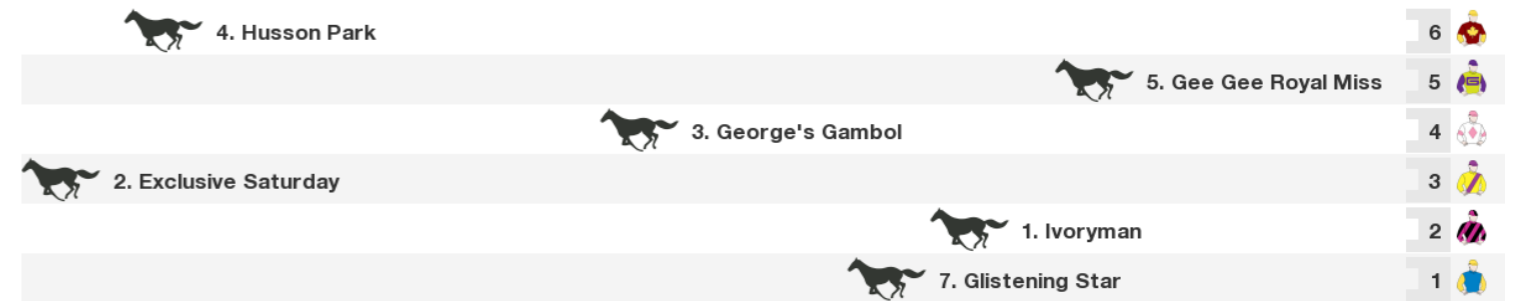 4. Husson Park 6
5. Gee Gee Royal Miss 5
3. George's Gambol 4
2. Exclusive Saturday 3
1. Ivoryman 2
7. Glistening Star 1